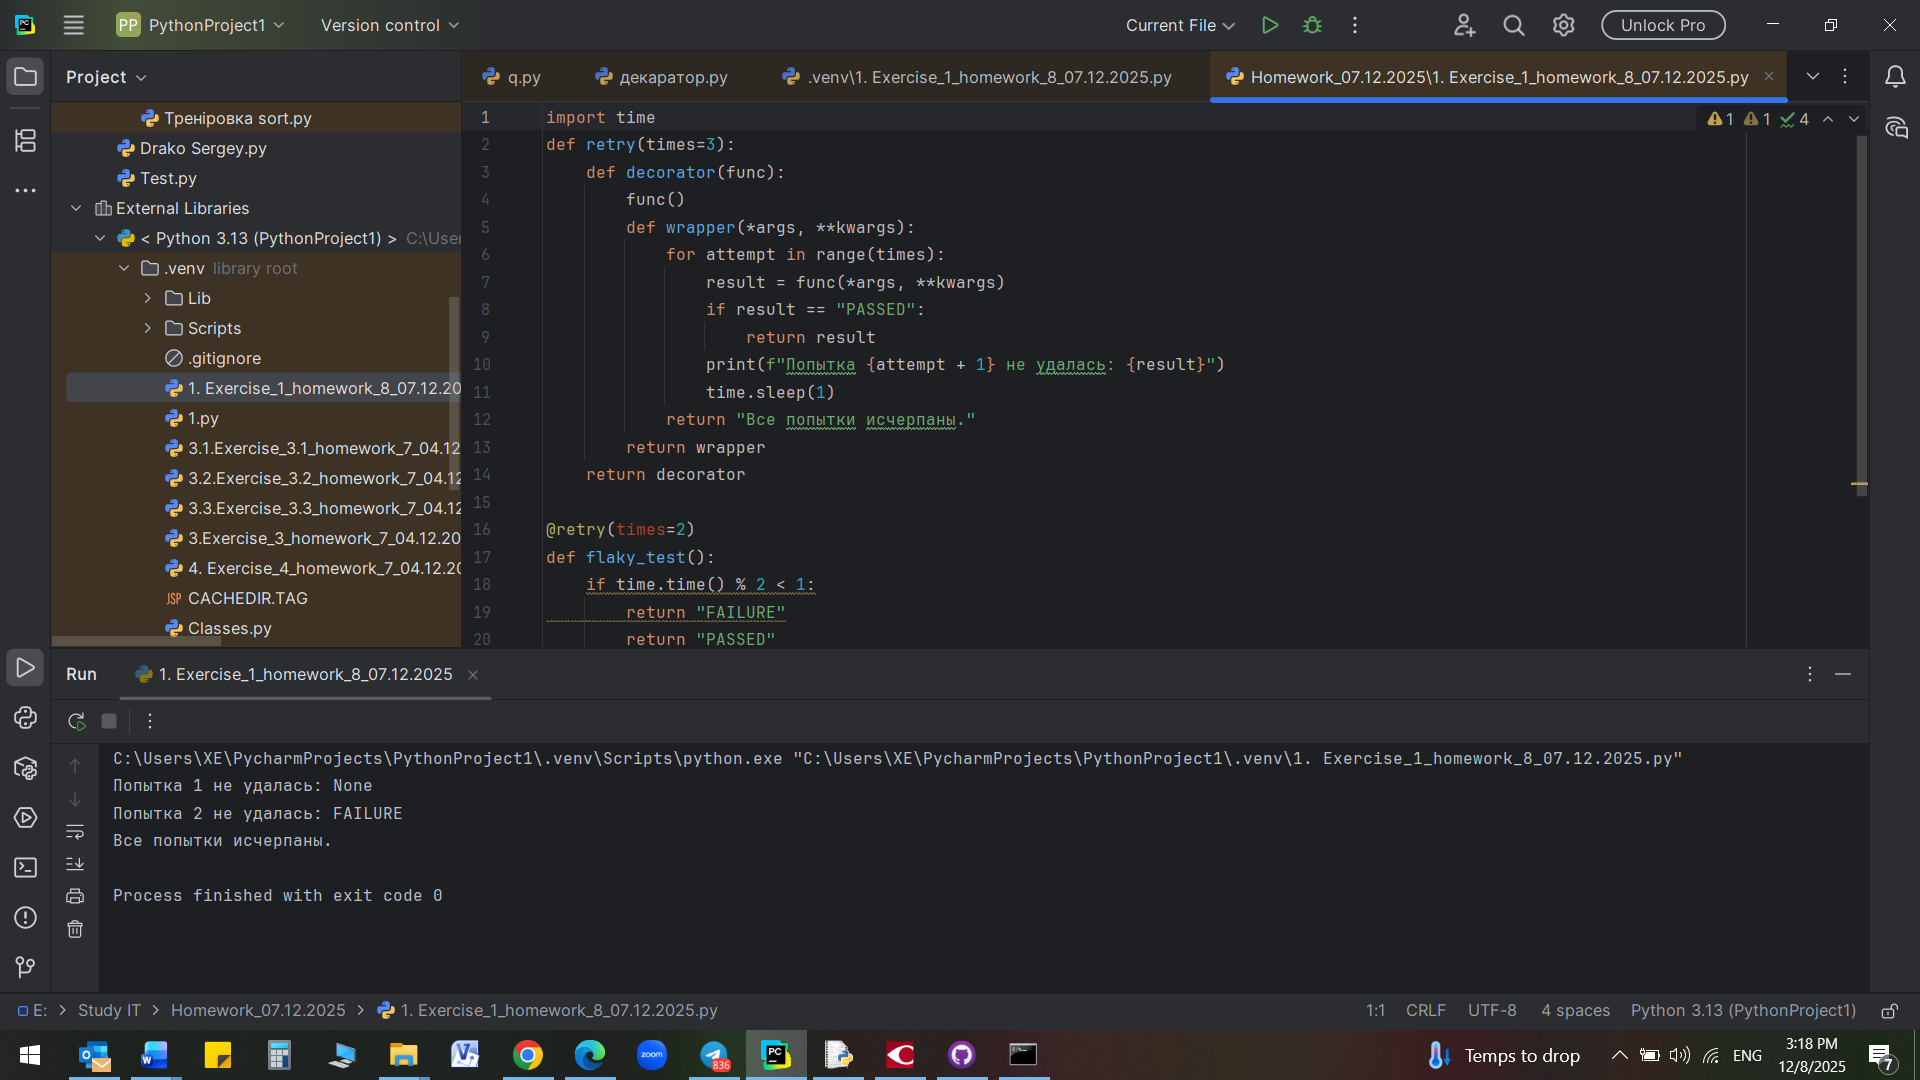 PP PythonProject1 Version control Current File Unlock Pro
Project
q.py декаратор.py .venv\1. Exercise_1_homework_8_07.12.2025.py Homework_07.12.2025\1. Exercise_1_homework_8_07.12.2025.py
Треніровка sort.py
Drako Sergey.py
Test.py
External Libraries
< Python 3.13 (PythonProject1) > C:\User
.venv library root
Lib
Scripts
.gitignore
1. Exercise_1_homework_8_07.12.20
1.py
3.1.Exercise_3.1_homework_7_04.12
3.2.Exercise_3.2_homework_7_04.12
3.3.Exercise_3.3_homework_7_04.12
3.Exercise_3_homework_7_04.12.20
4. Exercise_4_homework_7_04.12.20
JSP CACHEDIR.TAG
Classes.py
1 1 4
1 import time
2 def retry(times=3):
3 def decorator(func):
4 func()
5 def wrapper(*args, **kwargs):
6 for attempt in range(times):
7 result = func(*args, **kwargs)
8 if result == "PASSED":
9 return result
10 print(f"Попытка {attempt + 1} не удалась: {result}")
11 time.sleep(1)
12 return "Все попытки исчерпаны."
13 return wrapper
14 return decorator
15
16 @retry(times=2)
17 def flaky_test():
18 if time.time() % 2 < 1:
19 return "FAILURE"
20 return "PASSED"
Run 1. Exercise_1_homework_8_07.12.2025
C:\Users\XE\PycharmProjects\PythonProject1\.venv\Scripts\python.exe "C:\Users\XE\PycharmProjects\PythonProject1\.venv\1. Exercise_1_homework_8_07.12.2025.py"
Попытка 1 не удалась: None
Попытка 2 не удалась: FAILURE
Все попытки исчерпаны.
Process finished with exit code 0
E: > Study IT > Homework_07.12.2025 > 1. Exercise_1_homework_8_07.12.2025.py 1:1 CRLF UTF-8 4 spaces Python 3.13 (PythonProject1)
zoom 836 PC Temps to drop ENG 3:18 PM
12/8/2025 7